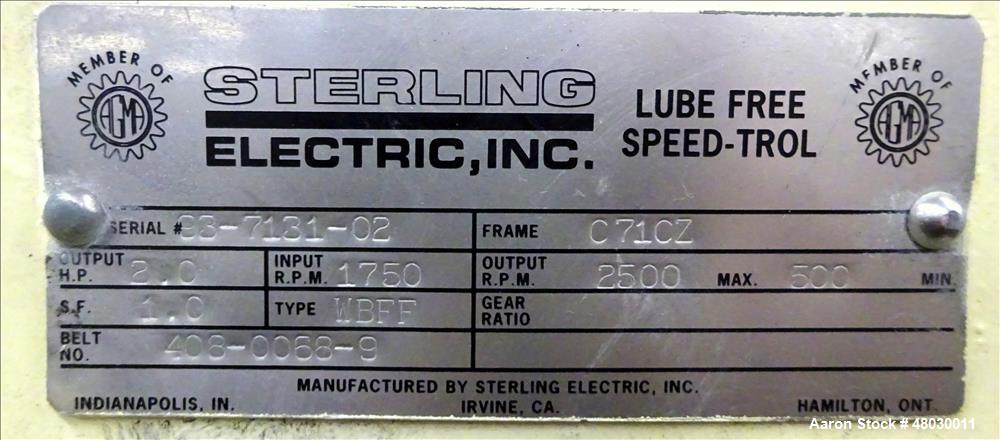 MEMBER OF
AGMA
STERLING
ELECTRIC, INC.
LUBE FREE
SPEED-TROL
MEMBER OF
AGMA
SERIAL # 93-7131-02 FRAME C71CZ
OUTPUT H.P. 2.0 INPUT R.P.M. 1750 OUTPUT R.P.M. 2500 MAX. 500 MIN.
S.F. 1.0 TYPE WBFF GEAR RATIO
BELT NO. 408-0068-9
MANUFACTURED BY STERLING ELECTRIC, INC.
INDIANAPOLIS, IN. IRVINE, CA. HAMILTON, ONT.
Aaron Stock # 48030011